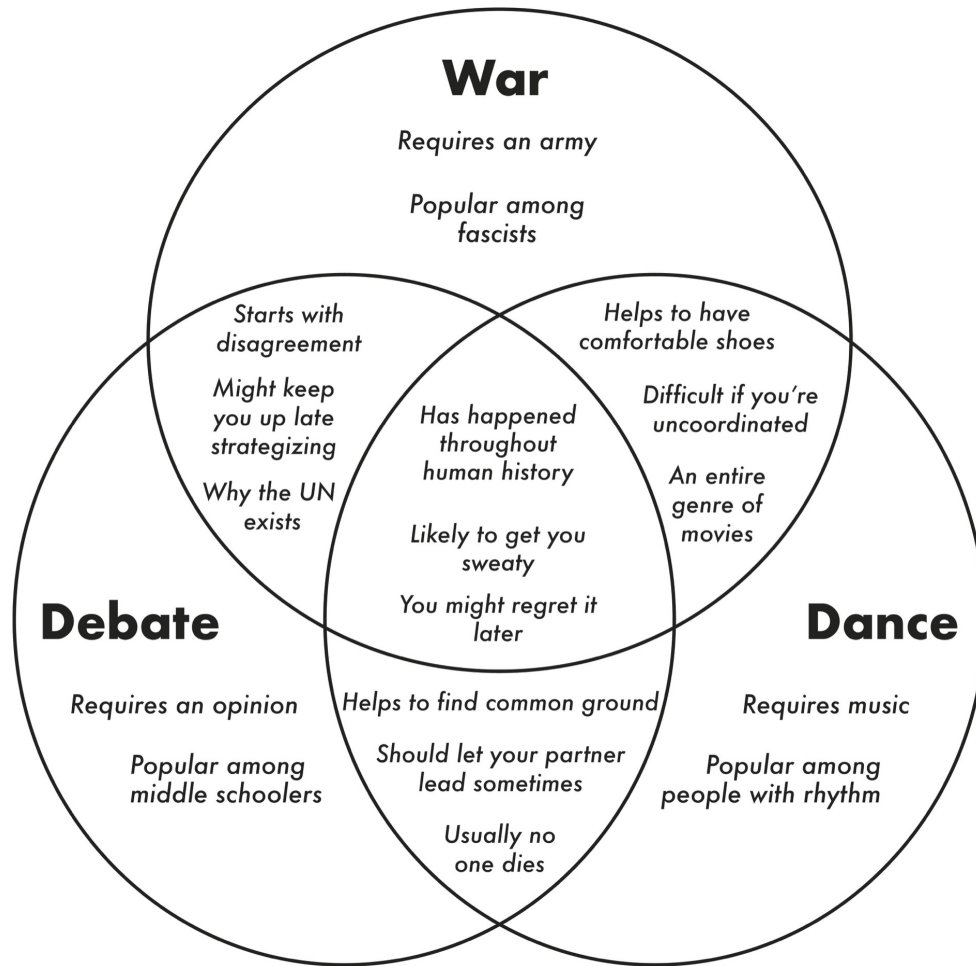 War
Requires an army
Popular among
fascists
Starts with
disagreement
Might keep
you up late
strategizing
Why the UN
exists
Has happened
throughout
human history
Likely to get you
sweaty
You might regret it
later
Helps to have
comfortable shoes
Difficult if you’re
uncoordinated
An entire
genre of
movies
Debate
Requires an opinion
Popular among
middle schoolers
Helps to find common ground
Should let your partner
lead sometimes
Usually no
one dies
Dance
Requires music
Popular among
people with rhythm